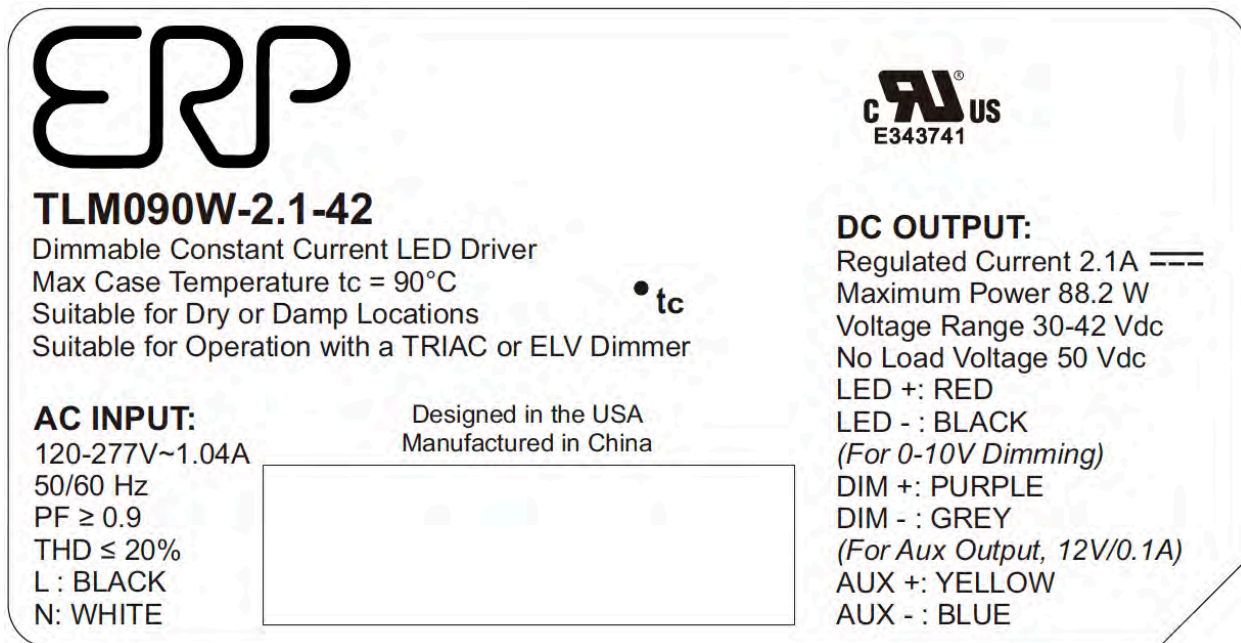 ERP
TLM090W-2.1-42
Dimmable Constant Current LED Driver
Max Case Temperature tc = 90°C
Suitable for Dry or Damp Locations
Suitable for Operation with a TRIAC or ELV Dimmer
tc
AC INPUT:
120-277V~1.04A
50/60 Hz
PF ≥ 0.9
THD ≤ 20%
L : BLACK
N: WHITE
Designed in the USA
Manufactured in China
C RU® US
E343741
DC OUTPUT:
Regulated Current 2.1A ⎓
Maximum Power 88.2 W
Voltage Range 30-42 Vdc
No Load Voltage 50 Vdc
LED +: RED
LED - : BLACK
(For 0-10V Dimming)
DIM +: PURPLE
DIM - : GREY
(For Aux Output, 12V/0.1A)
AUX +: YELLOW
AUX - : BLUE